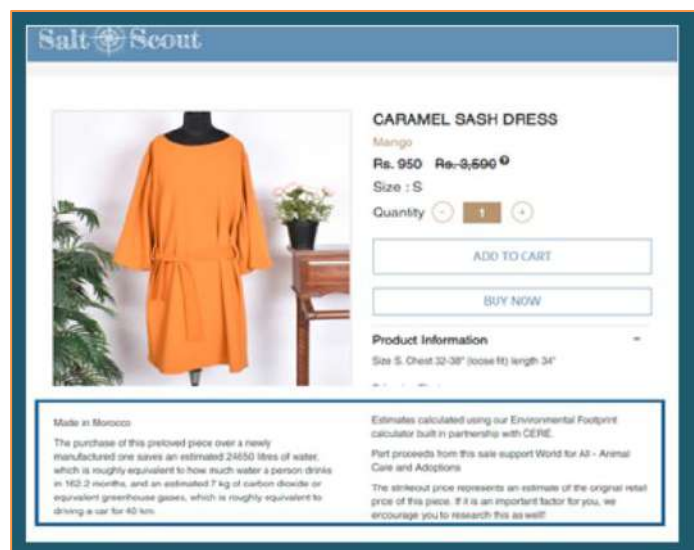 Salt Scout
CARAMEL SASH DRESS
Mango
Rs. 950 Rs. 3,590 ?
Size : S
Quantity - 1 +
ADD TO CART
BUY NOW
Product Information -
Size S. Chest 32-38" (loose fit) length 34"
Made in Morocco
The purchase of this preloved piece over a newly
manufactured one saves an estimated 24650 litres of water,
which is roughly equivalent to how much water a person drinks
in 162.2 months, and an estimated 7 kg of carbon dioxide or
equivalent greenhouse gases, which is roughly equivalent to
driving a car for 40 km.
Estimates calculated using our Environmental Footprint
calculator built in partnership with CERE.
Part proceeds from this sale support World for All - Animal
Care and Adoptions
The strikeout price represents an estimate of the original retail
price of this piece. If it is an important factor for you, we
encourage you to research this as well!